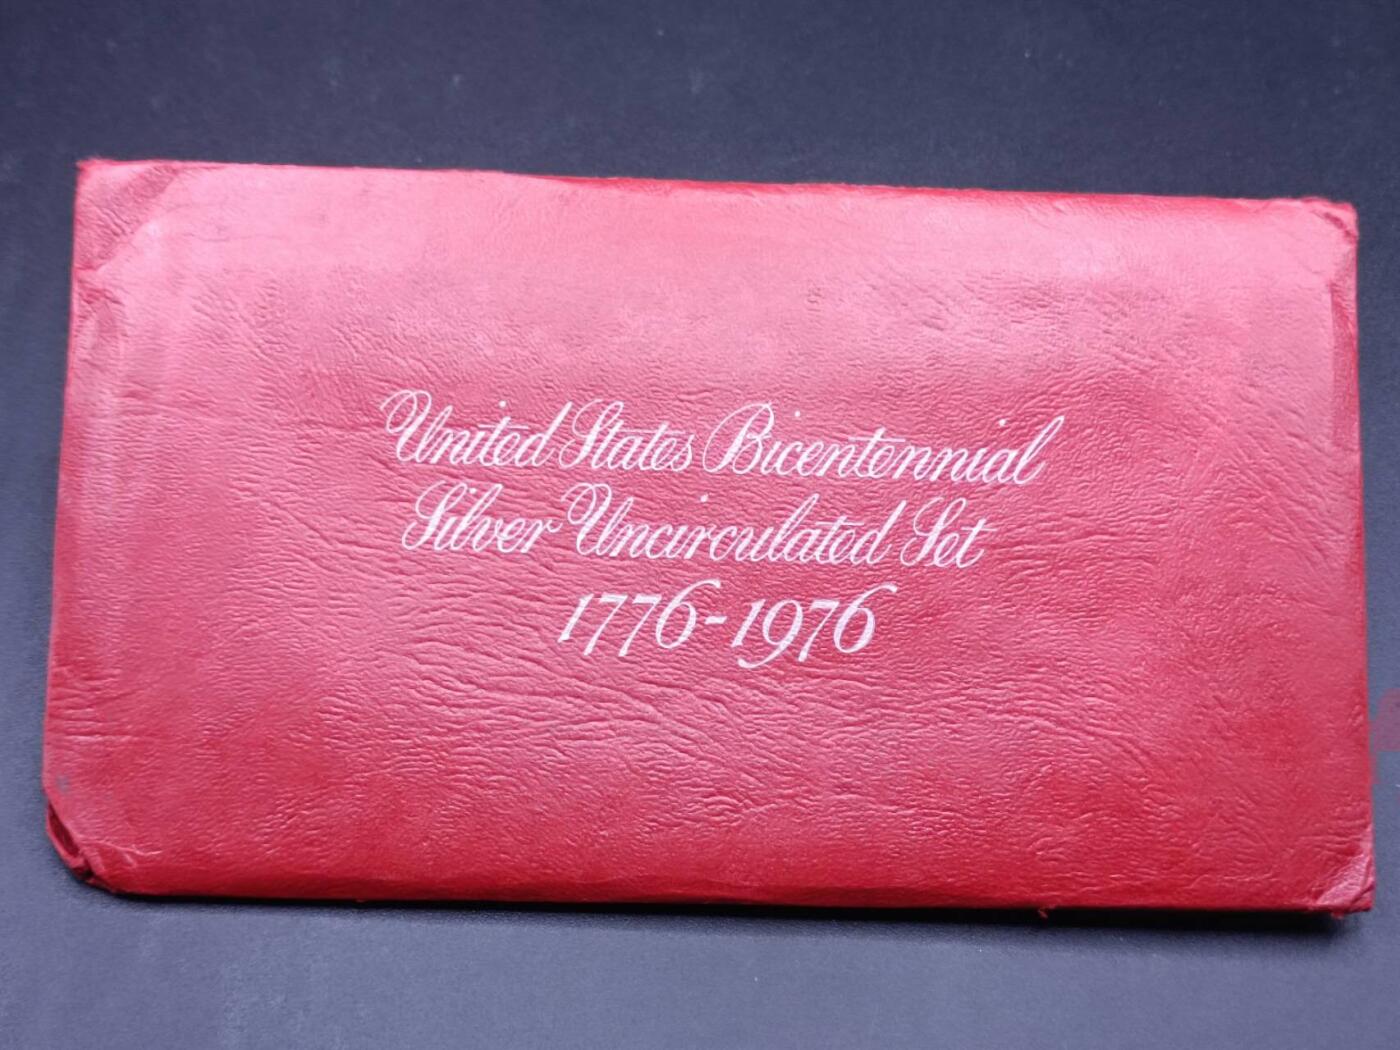 United States Bicentennial
Silver Uncirculated Set
1776-1976